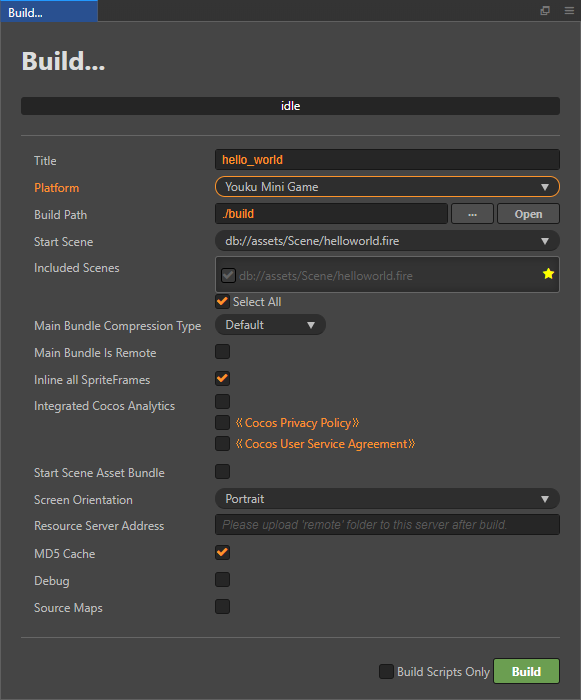 Build...
Build...
idle
Title hello_world
Platform Youku Mini Game
Build Path ./build ... Open
Start Scene db://assets/Scene/helloworld.fire
Included Scenes db://assets/Scene/helloworld.fire
Select All
Main Bundle Compression Type Default
Main Bundle Is Remote
Inline all SpriteFrames
Integrated Cocos Analytics
《Cocos Privacy Policy》
《Cocos User Service Agreement》
Start Scene Asset Bundle
Screen Orientation Portrait
Resource Server Address Please upload 'remote' folder to this server after build.
MD5 Cache
Debug
Source Maps
Build Scripts Only Build